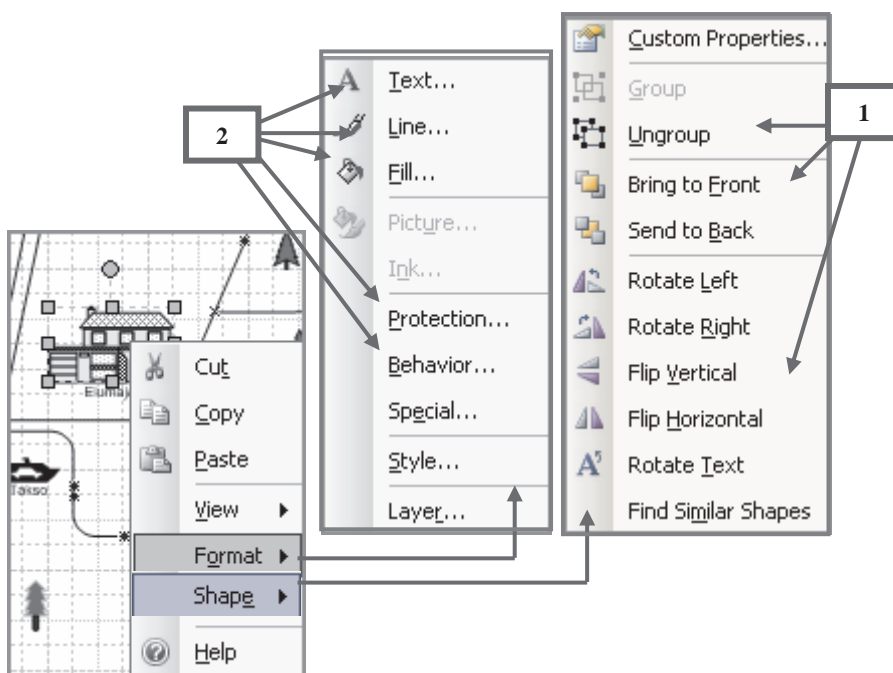 Custom Properties...
Group
Ungroup
Bring to Front
Send to Back
Rotate Left
Rotate Right
Flip Vertical
Flip Horizontal
Rotate Text
Find Similar Shapes
1
Text...
Line...
Fill...
Picture...
Ink...
Protection...
Behavior...
Special...
Style...
Layer...
2
Takso
Cut
Copy
Paste
View
Format
Shape
Help